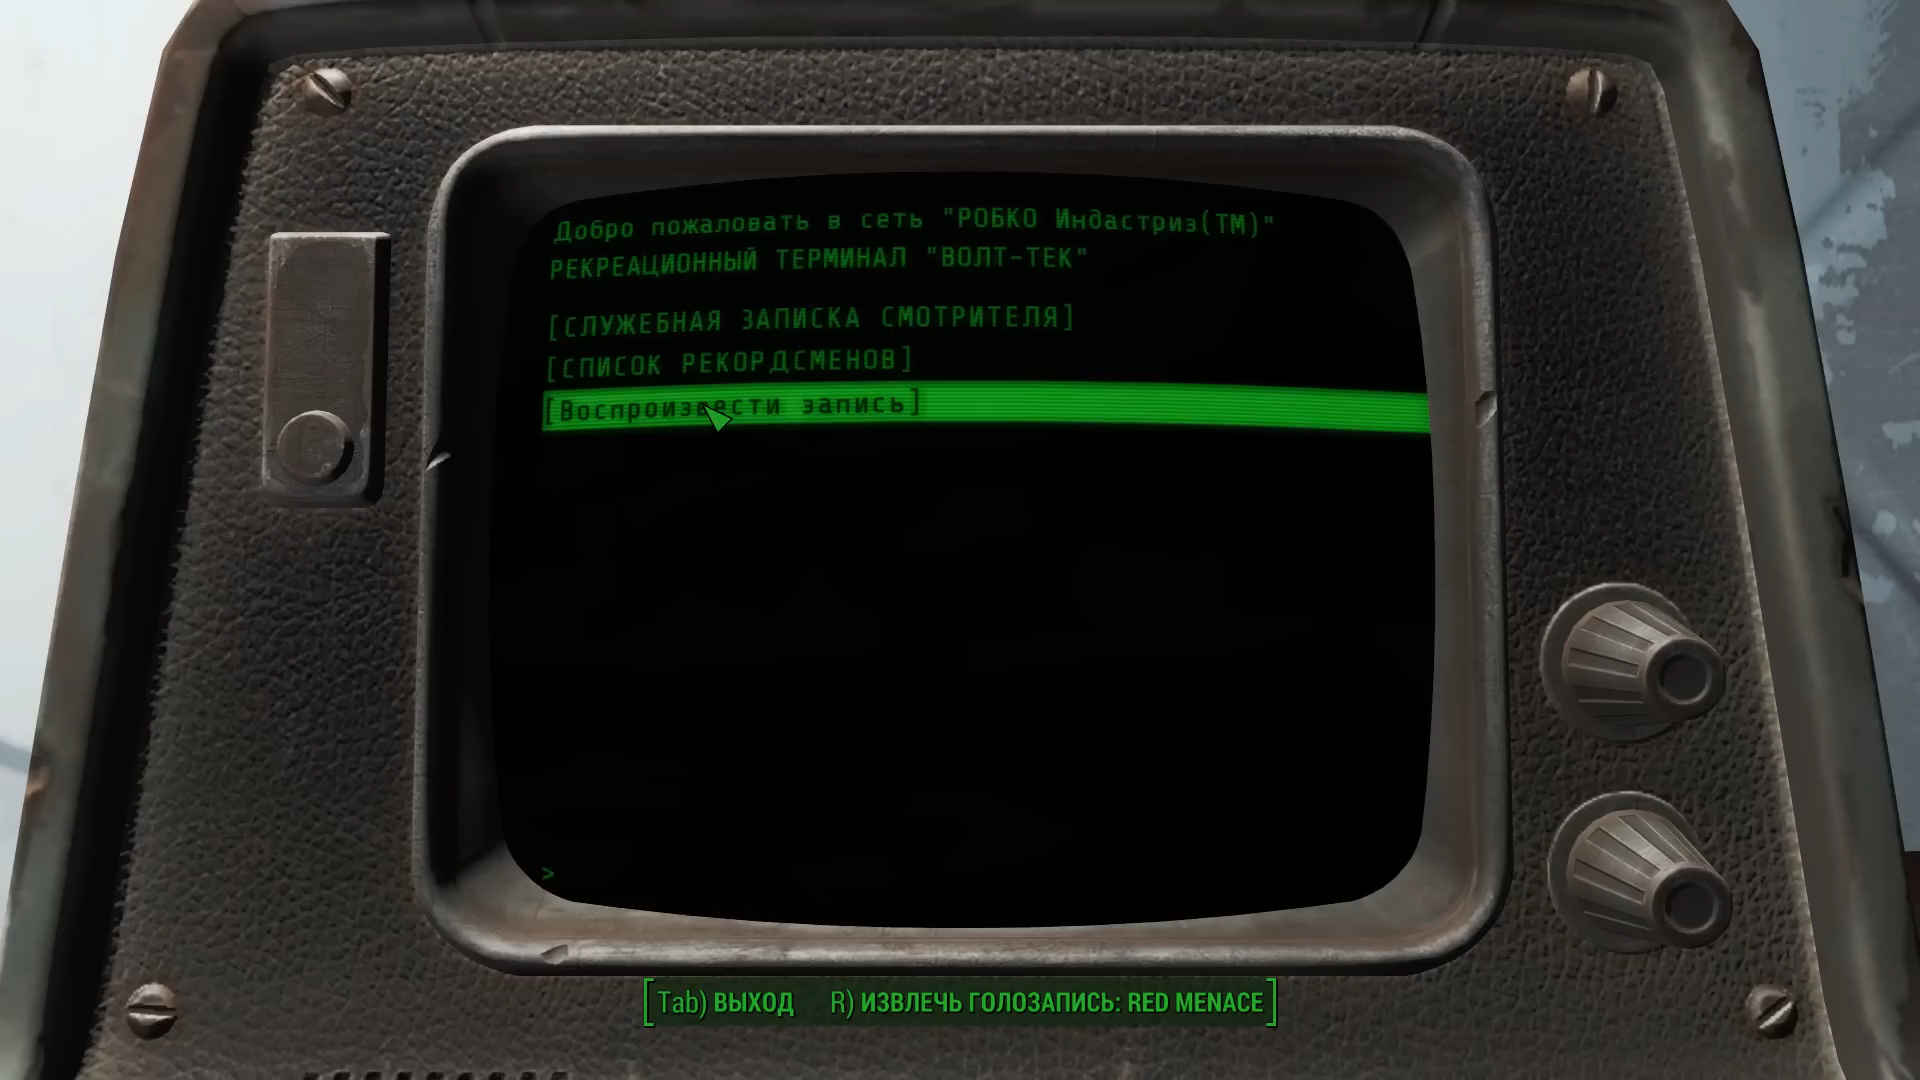 Добро пожаловать в сеть "РОБКО Индастриз(ТМ)"
РЕКРЕАЦИОННЫЙ ТЕРМИНАЛ "ВОЛТ-ТЕК"
[СЛУЖЕБНАЯ ЗАПИСКА СМОТРИТЕЛЯ]
[СПИСОК РЕКОРДСМЕНОВ]
[Воспроизвести запись]
>
[Tab) ВЫХОД R) ИЗВЛЕЧЬ ГОЛОЗАПИСЬ: RED MENACE]